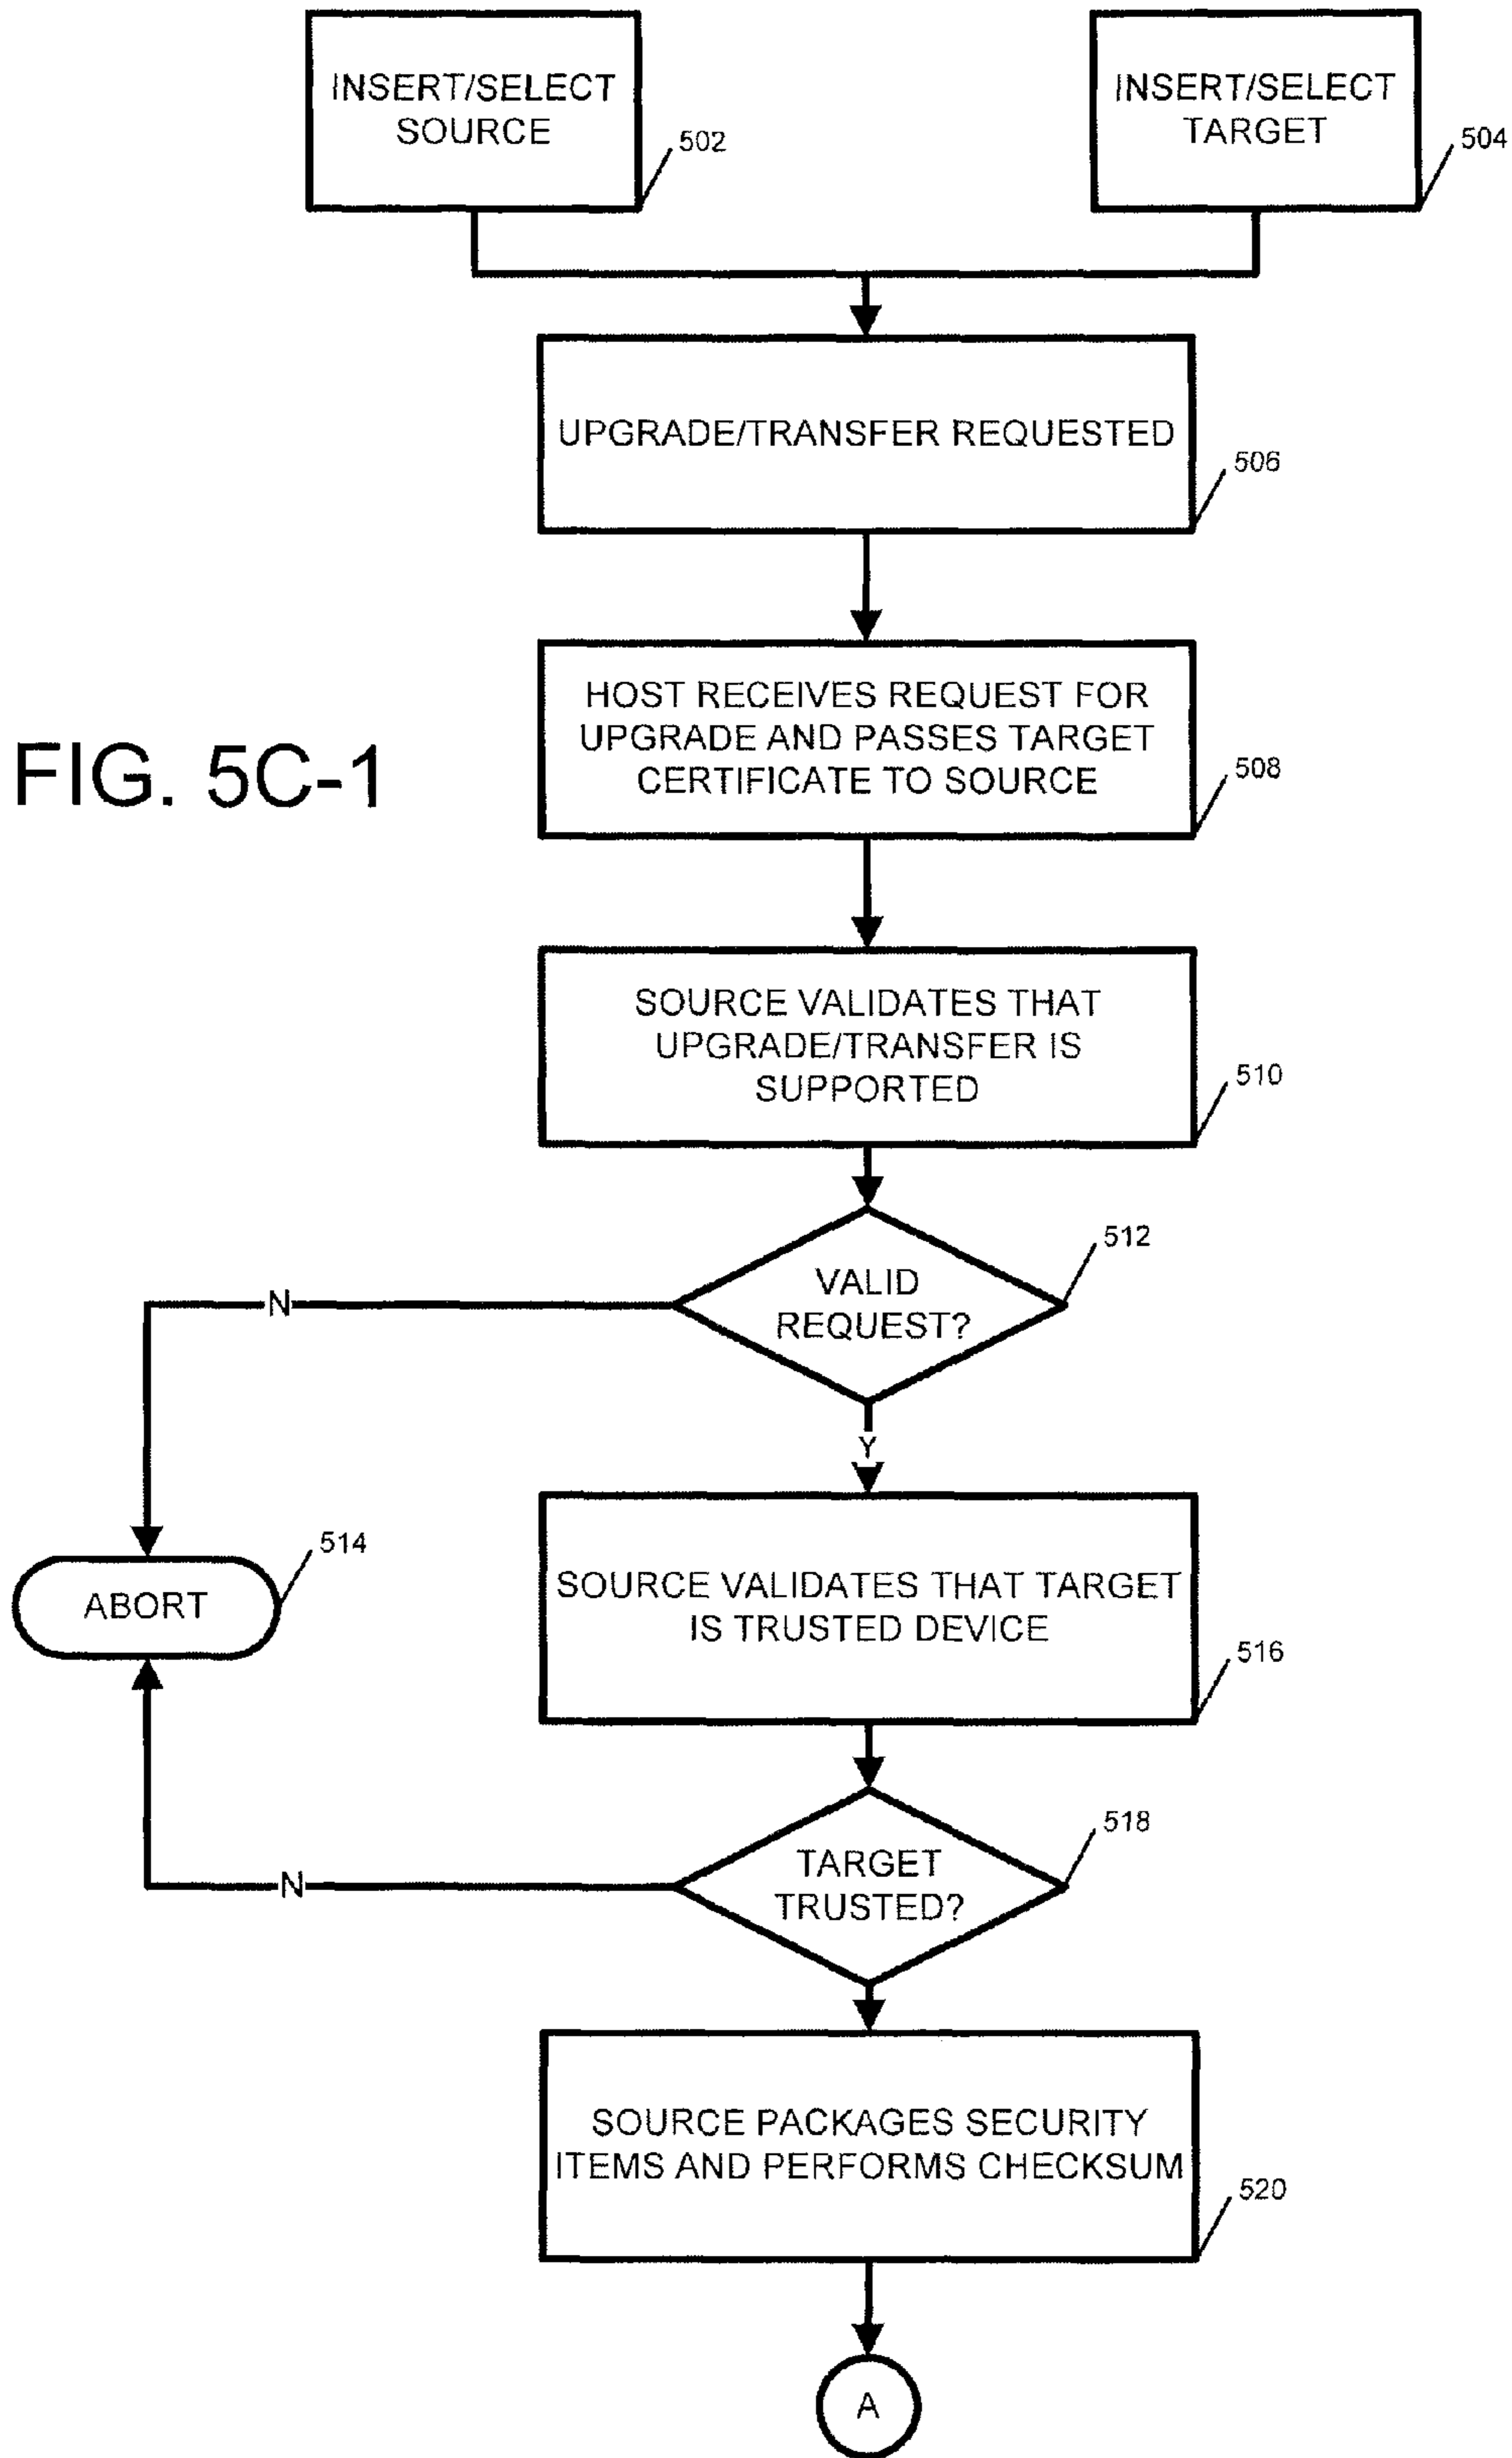 INSERT/SELECT
SOURCE
502
INSERT/SELECT
TARGET
504
UPGRADE/TRANSFER REQUESTED
506
HOST RECEIVES REQUEST FOR
UPGRADE AND PASSES TARGET
CERTIFICATE TO SOURCE
508
FIG. 5C-1
SOURCE VALIDATES THAT
UPGRADE/TRANSFER IS
SUPPORTED
510
VALID
REQUEST?
512
N
Y
ABORT
514
SOURCE VALIDATES THAT TARGET
IS TRUSTED DEVICE
516
TARGET
TRUSTED?
518
N
SOURCE PACKAGES SECURITY
ITEMS AND PERFORMS CHECKSUM
520
A